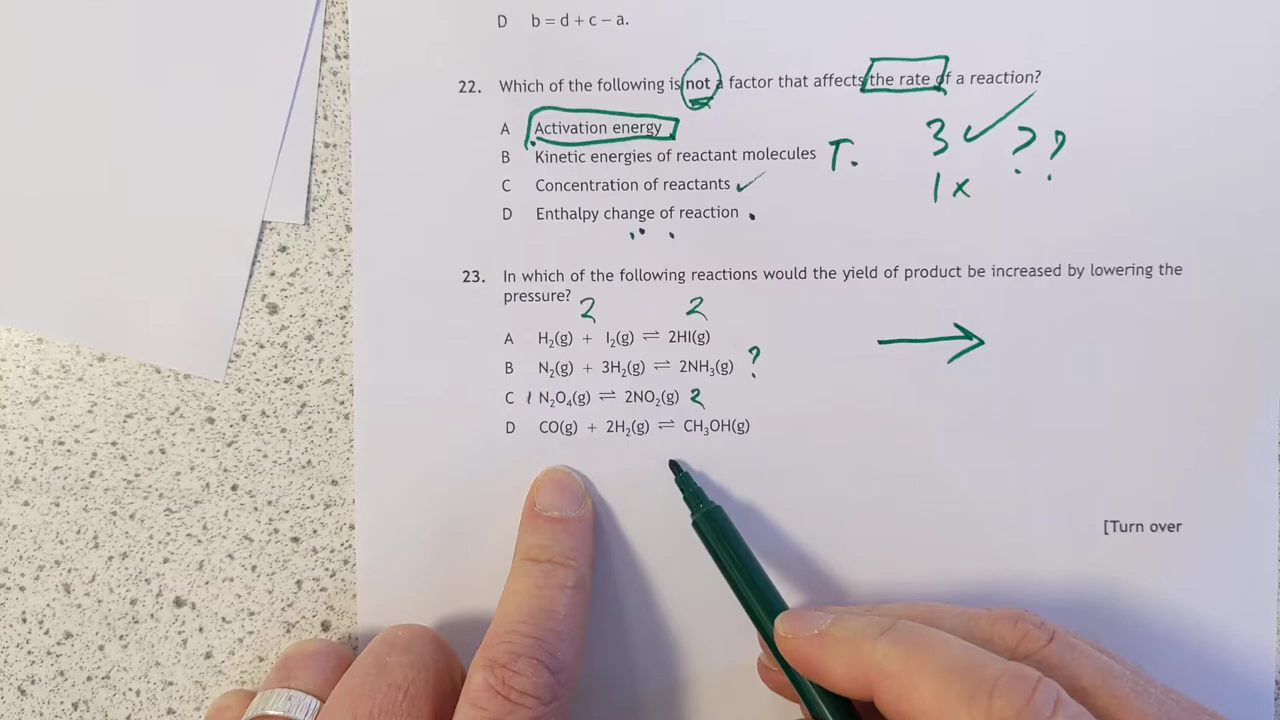 D b = d + c – a.
22. Which of the following is not a factor that affects the rate of a reaction?
A Activation energy
B Kinetic energies of reactant molecules T.
C Concentration of reactants ✓
D Enthalpy change of reaction
3 ✓ ? ?
1 x
23. In which of the following reactions would the yield of product be increased by lowering the
pressure?
2 2
A H₂(g) + I₂(g) ⇌ 2HI(g)
B N₂(g) + 3H₂(g) ⇌ 2NH₃(g) ?
C 1 N₂O₄(g) ⇌ 2NO₂(g) 2
D CO(g) + 2H₂(g) ⇌ CH₃OH(g)
[Turn over